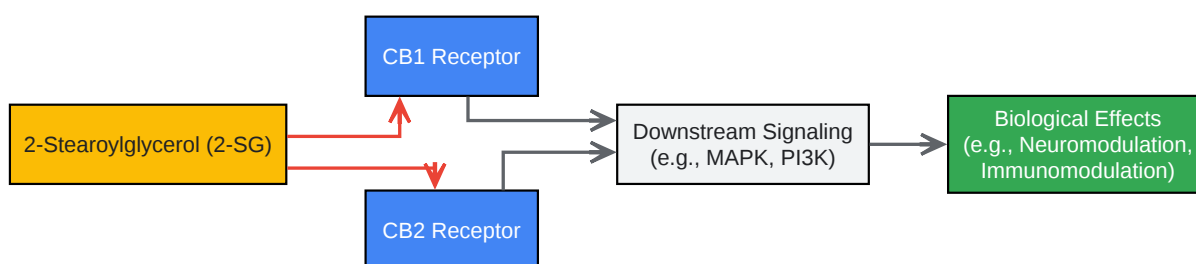 CB1 Receptor
2-Stearoylglycerol (2-SG)
Downstream Signaling
(e.g., MAPK, PI3K)
Biological Effects
(e.g., Neuromodulation,
Immunomodulation)
CB2 Receptor